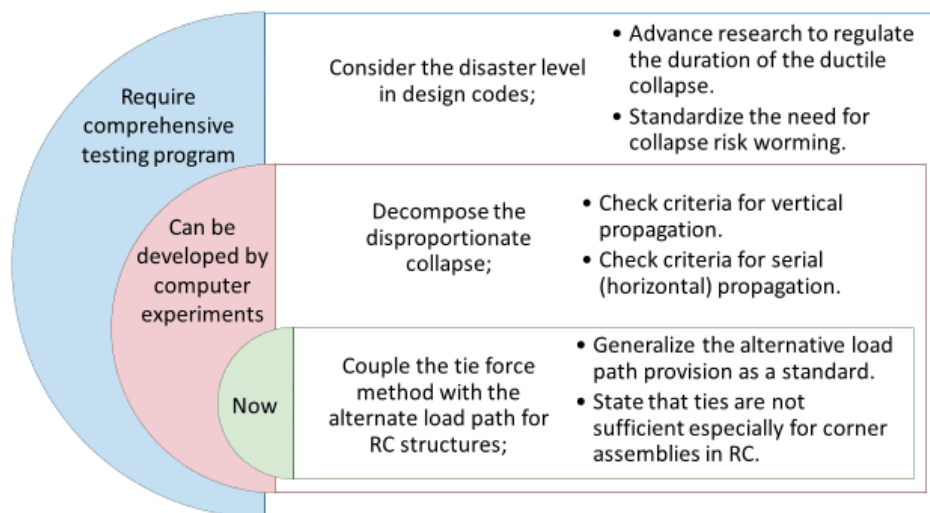 Require
comprehensive
testing program
Consider the disaster level
in design codes;
• Advance research to regulate
the duration of the ductile
collapse.
• Standardize the need for
collapse risk worming.
Can be
developed by
computer
experiments
Decompose the
disproportionate
collapse;
• Check criteria for vertical
propagation.
• Check criteria for serial
(horizontal) propagation.
Now
Couple the tie force
method with the
alternate load path for
RC structures;
• Generalize the alternative load
path provision as a standard.
• State that ties are not
sufficient especially for corner
assemblies in RC.